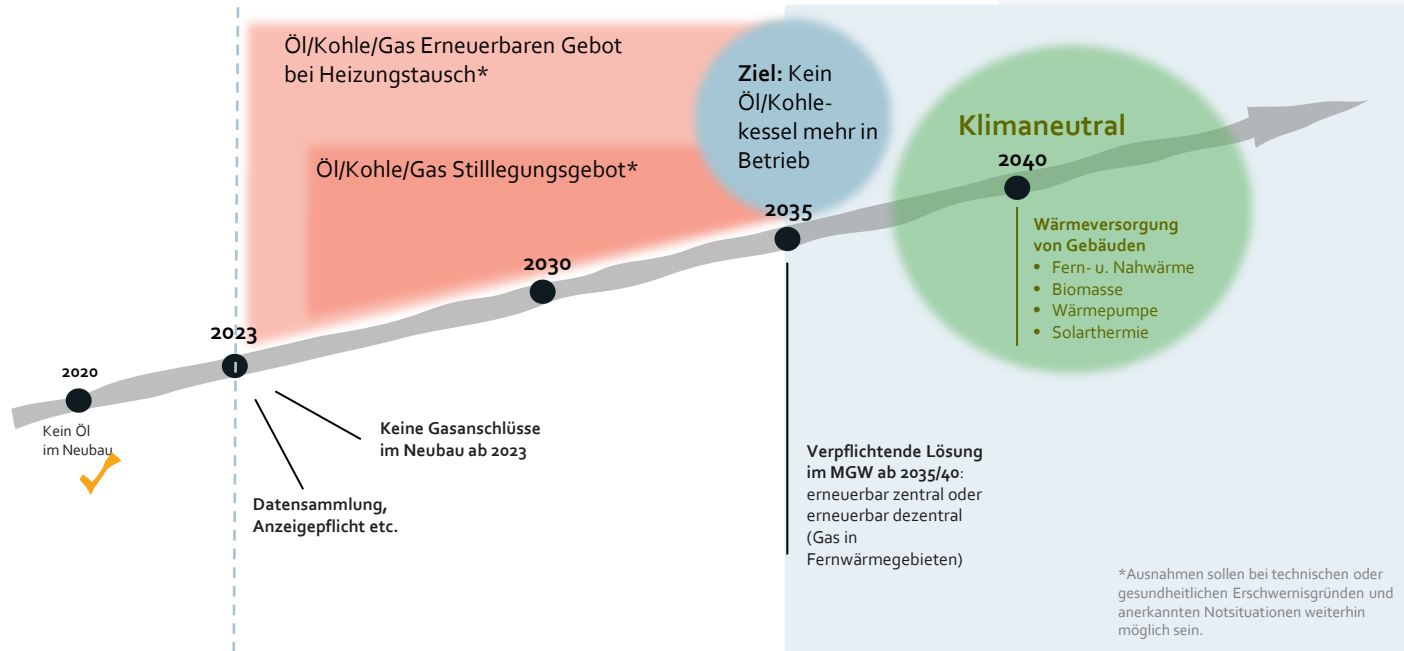 Öl/Kohle/Gas Erneuerbaren Gebot
bei Heizungstausch*
Öl/Kohle/Gas Stilllegungsgebot*
Ziel: Kein
Öl/Kohle-
kessel mehr in
Betrieb
Klimaneutral
2040
2035
2030
2023
2020
Wärmeversorgung
von Gebäuden
• Fern- u. Nahwärme
• Biomasse
• Wärmepumpe
• Solarthermie
Kein Öl
im Neubau
Keine Gasanschlüsse
im Neubau ab 2023
Datensammlung,
Anzeigepflicht etc.
Verpflichtende Lösung
im MGW ab 2035/40:
erneuerbar zentral oder
erneuerbar dezentral
(Gas in
Fernwärmegebieten)
*Ausnahmen sollen bei technischen oder
gesundheitlichen Erschwernisgründen und
anerkannten Notsituationen weiterhin
möglich sein.